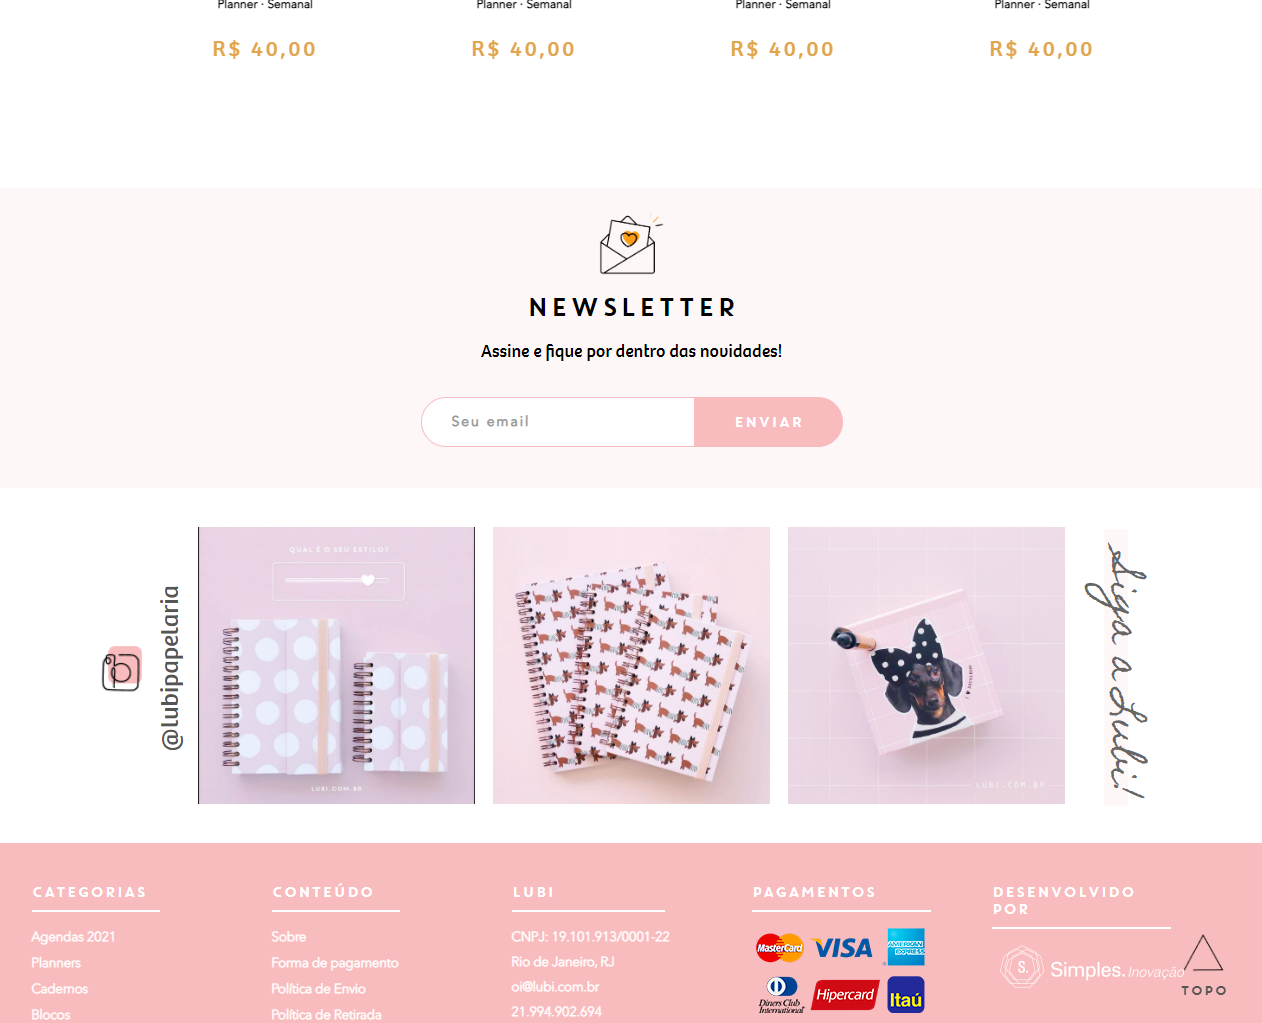 Planner · Semanal
Planner · Semanal
Planner · Semanal
Planner · Semanal
R$ 40,00
R$ 40,00
R$ 40,00
R$ 40,00
NEWSLETTER
Assine e fique por dentro das novidades!
Seu email
ENVIAR
@lubipapelaria
QUAL É O SEU ESTILO?
LUBI.COM.BR
LUBI.COM.BR
Siga a Lubi!
CATEGORIAS
Agendas 2021
Planners
Cadernos
Blocos
CONTEÚDO
Sobre
Forma de pagamento
Política de Envio
Política de Retirada
LUBI
CNPJ: 19.101.913/0001-22
Rio de Janeiro, RJ
oi@lubi.com.br
21.994.902.694
PAGAMENTOS
MasterCard
VISA
AMERICAN EXPRESS
Diners Club International
Hipercard
Itaú
DESENVOLVIDO
POR
S.
Simples.Inovação
TOPO